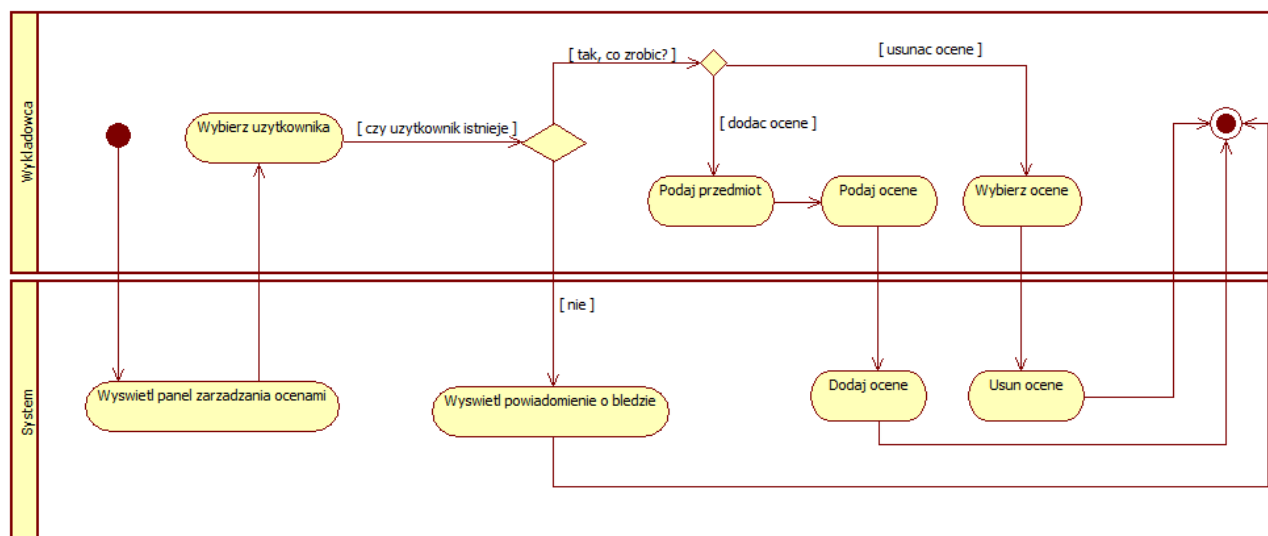 Wykladowca
[ tak, co zrobic? ]
[ usunac ocene ]
Wybierz uzytkownika
[ czy uzytkownik istnieje ]
[ dodac ocene ]
Podaj przedmiot
Podaj ocene
Wybierz ocene
System
[ nie ]
Wyswietl panel zarzadzania ocenami
Wyswietl powiadomienie o bledzie
Dodaj ocene
Usun ocene